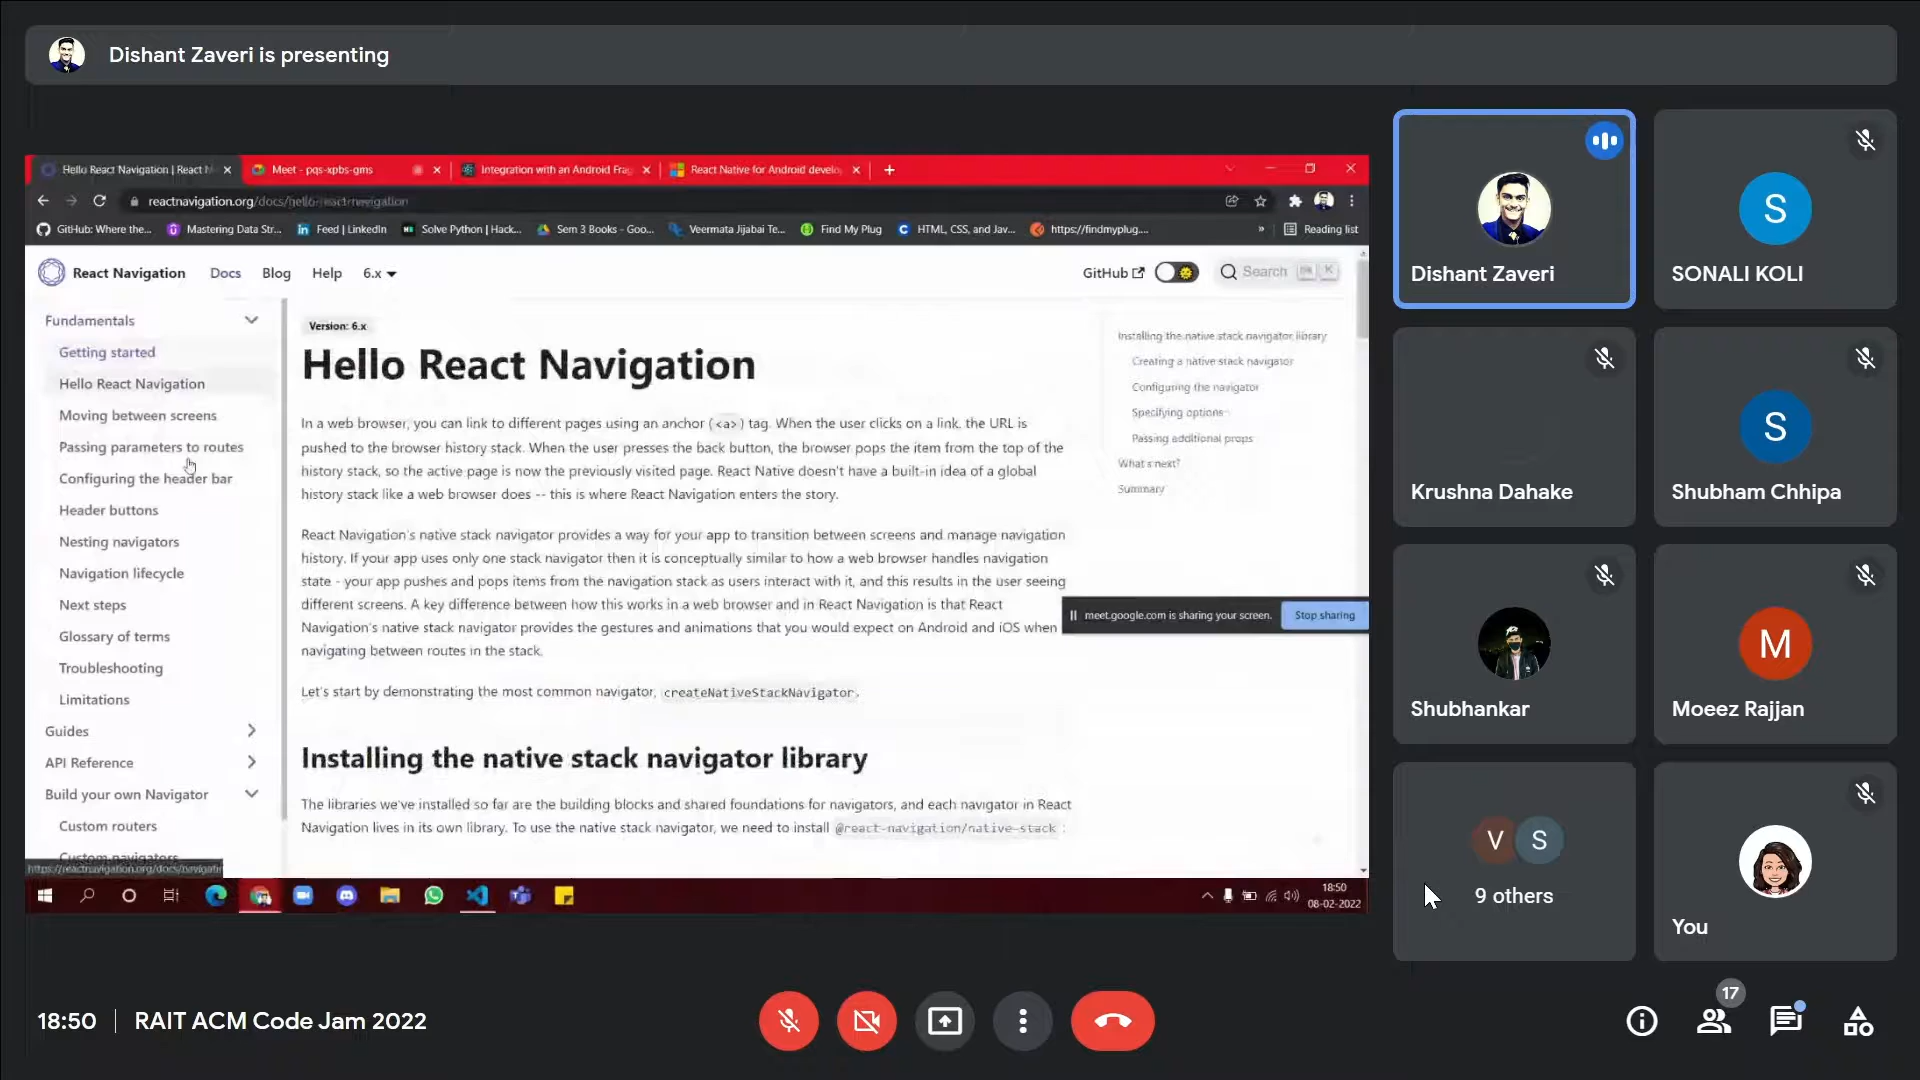 Dishant Zaveri is presenting
Hello React Navigation | React N
Meet - pqs-xpbs-gms
Integration with an Android Frag
React Native for Android develo
reactnavigation.org/docs/hello-react-navigation
GitHub: Where the...
Mastering Data Str...
Feed | LinkedIn
Solve Python | Hack...
Sem 3 Books - Goo...
Veermata Jijabai Te...
Find My Plug
HTML, CSS, and Jav...
https://findmyplug....
»
Reading list
React Navigation
Docs
Blog
Help
6.x
GitHub
Search
K
Fundamentals
Getting started
Hello React Navigation
Moving between screens
Passing parameters to routes
Configuring the header bar
Header buttons
Nesting navigators
Navigation lifecycle
Next steps
Glossary of terms
Troubleshooting
Limitations
Guides
API Reference
Build your own Navigator
Custom routers
Custom navigators
Version: 6.x
Hello React Navigation
In a web browser, you can link to different pages using an anchor (<a>) tag. When the user clicks on a link, the URL is
pushed to the browser history stack. When the user presses the back button, the browser pops the item from the top of the
history stack, so the active page is now the previously visited page. React Native doesn't have a built-in idea of a global
history stack like a web browser does -- this is where React Navigation enters the story.
React Navigation's native stack navigator provides a way for your app to transition between screens and manage navigation
history. If your app uses only one stack navigator then it is conceptually similar to how a web browser handles navigation
state - your app pushes and pops items from the navigation stack as users interact with it, and this results in the user seeing
different screens. A key difference between how this works in a web browser and in React Navigation is that React
Navigation's native stack navigator provides the gestures and animations that you would expect on Android and iOS when
navigating between routes in the stack.
Let's start by demonstrating the most common navigator, createNativeStackNavigator.
Installing the native stack navigator library
The libraries we've installed so far are the building blocks and shared foundations for navigators, and each navigator in React
Navigation lives in its own library. To use the native stack navigator, we need to install @react-navigation/native-stack :
Installing the native stack navigator library
Creating a native stack navigator
Configuring the navigator
Specifying options
Passing additional props
What's next?
Summary
meet.google.com is sharing your screen.
Stop sharing
https://reactnavigation.org/docs/navigatin
18:50
08-02-2022
Dishant Zaveri
S
SONALI KOLI
Krushna Dahake
S
Shubham Chhipa
Shubhankar
M
Moeez Rajjan
V
S
9 others
You
18:50
RAIT ACM Code Jam 2022
17